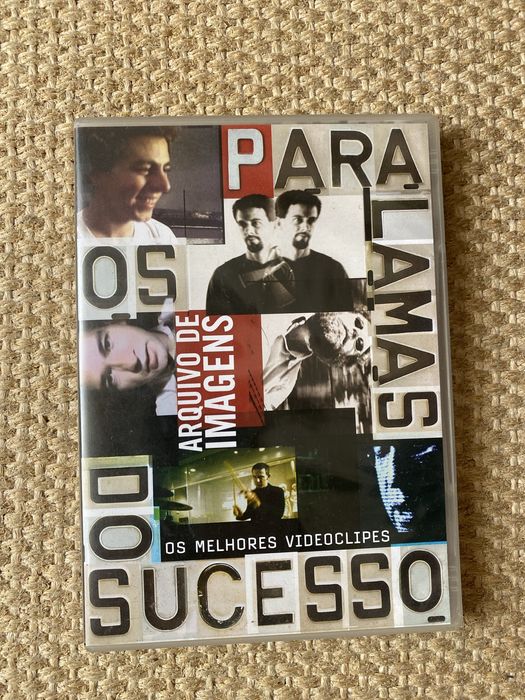 OS
PARALAMAS
DO
SUCESSO
ARQUIVO DE
IMAGENS
OS MELHORES VIDEOCLIPES